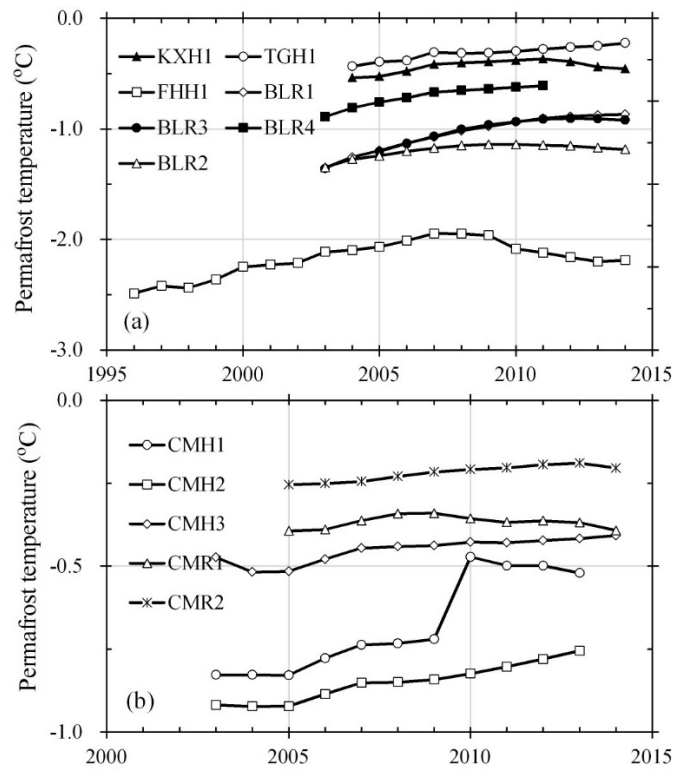 0.0
KXH1 TGH1
FHH1 BLR1
BLR3 BLR4
BLR2
-1.0
-2.0
-3.0
Permafrost temperature (°C)
(a)
1995 2000 2005 2010 2015
0.0
CMH1
CMH2
CMH3
CMR1
CMR2
-0.5
-1.0
Permafrost temperature (°C)
(b)
2000 2005 2010 2015